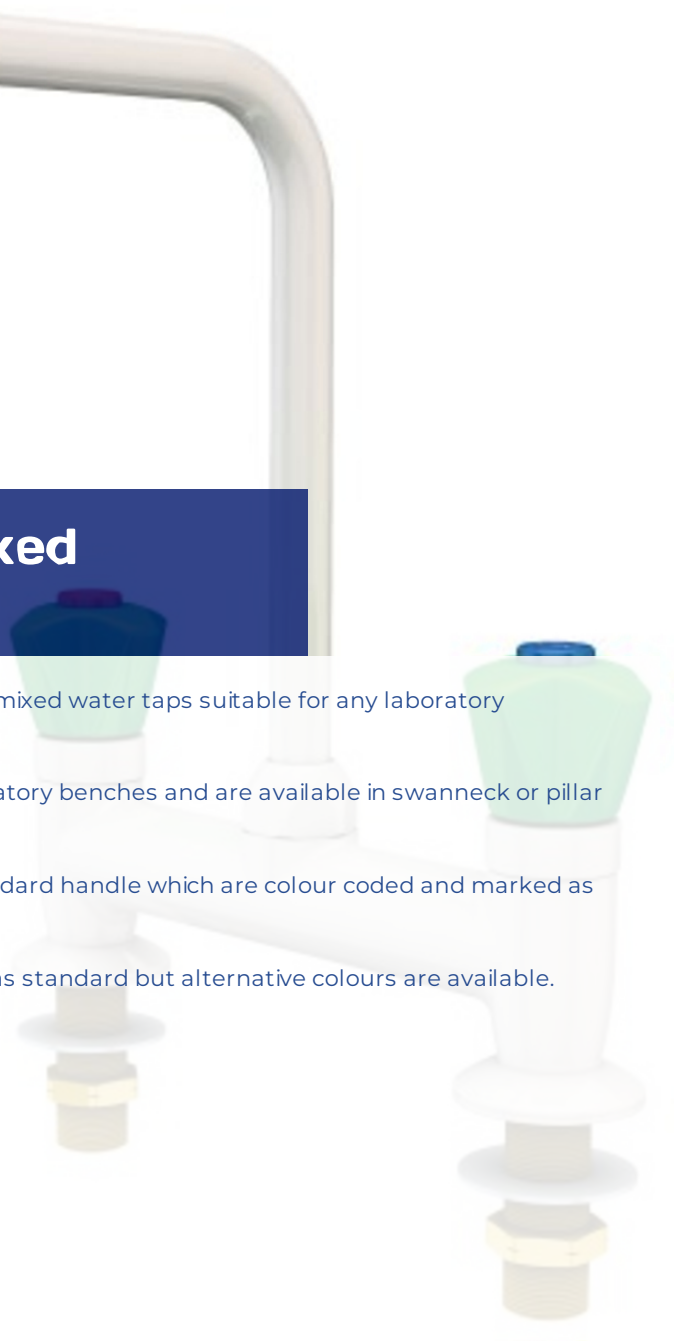 xed
mixed water taps suitable for any laboratory
atory benches and are available in swanneck or pillar
dard handle which are colour coded and marked as
as standard but alternative colours are available.